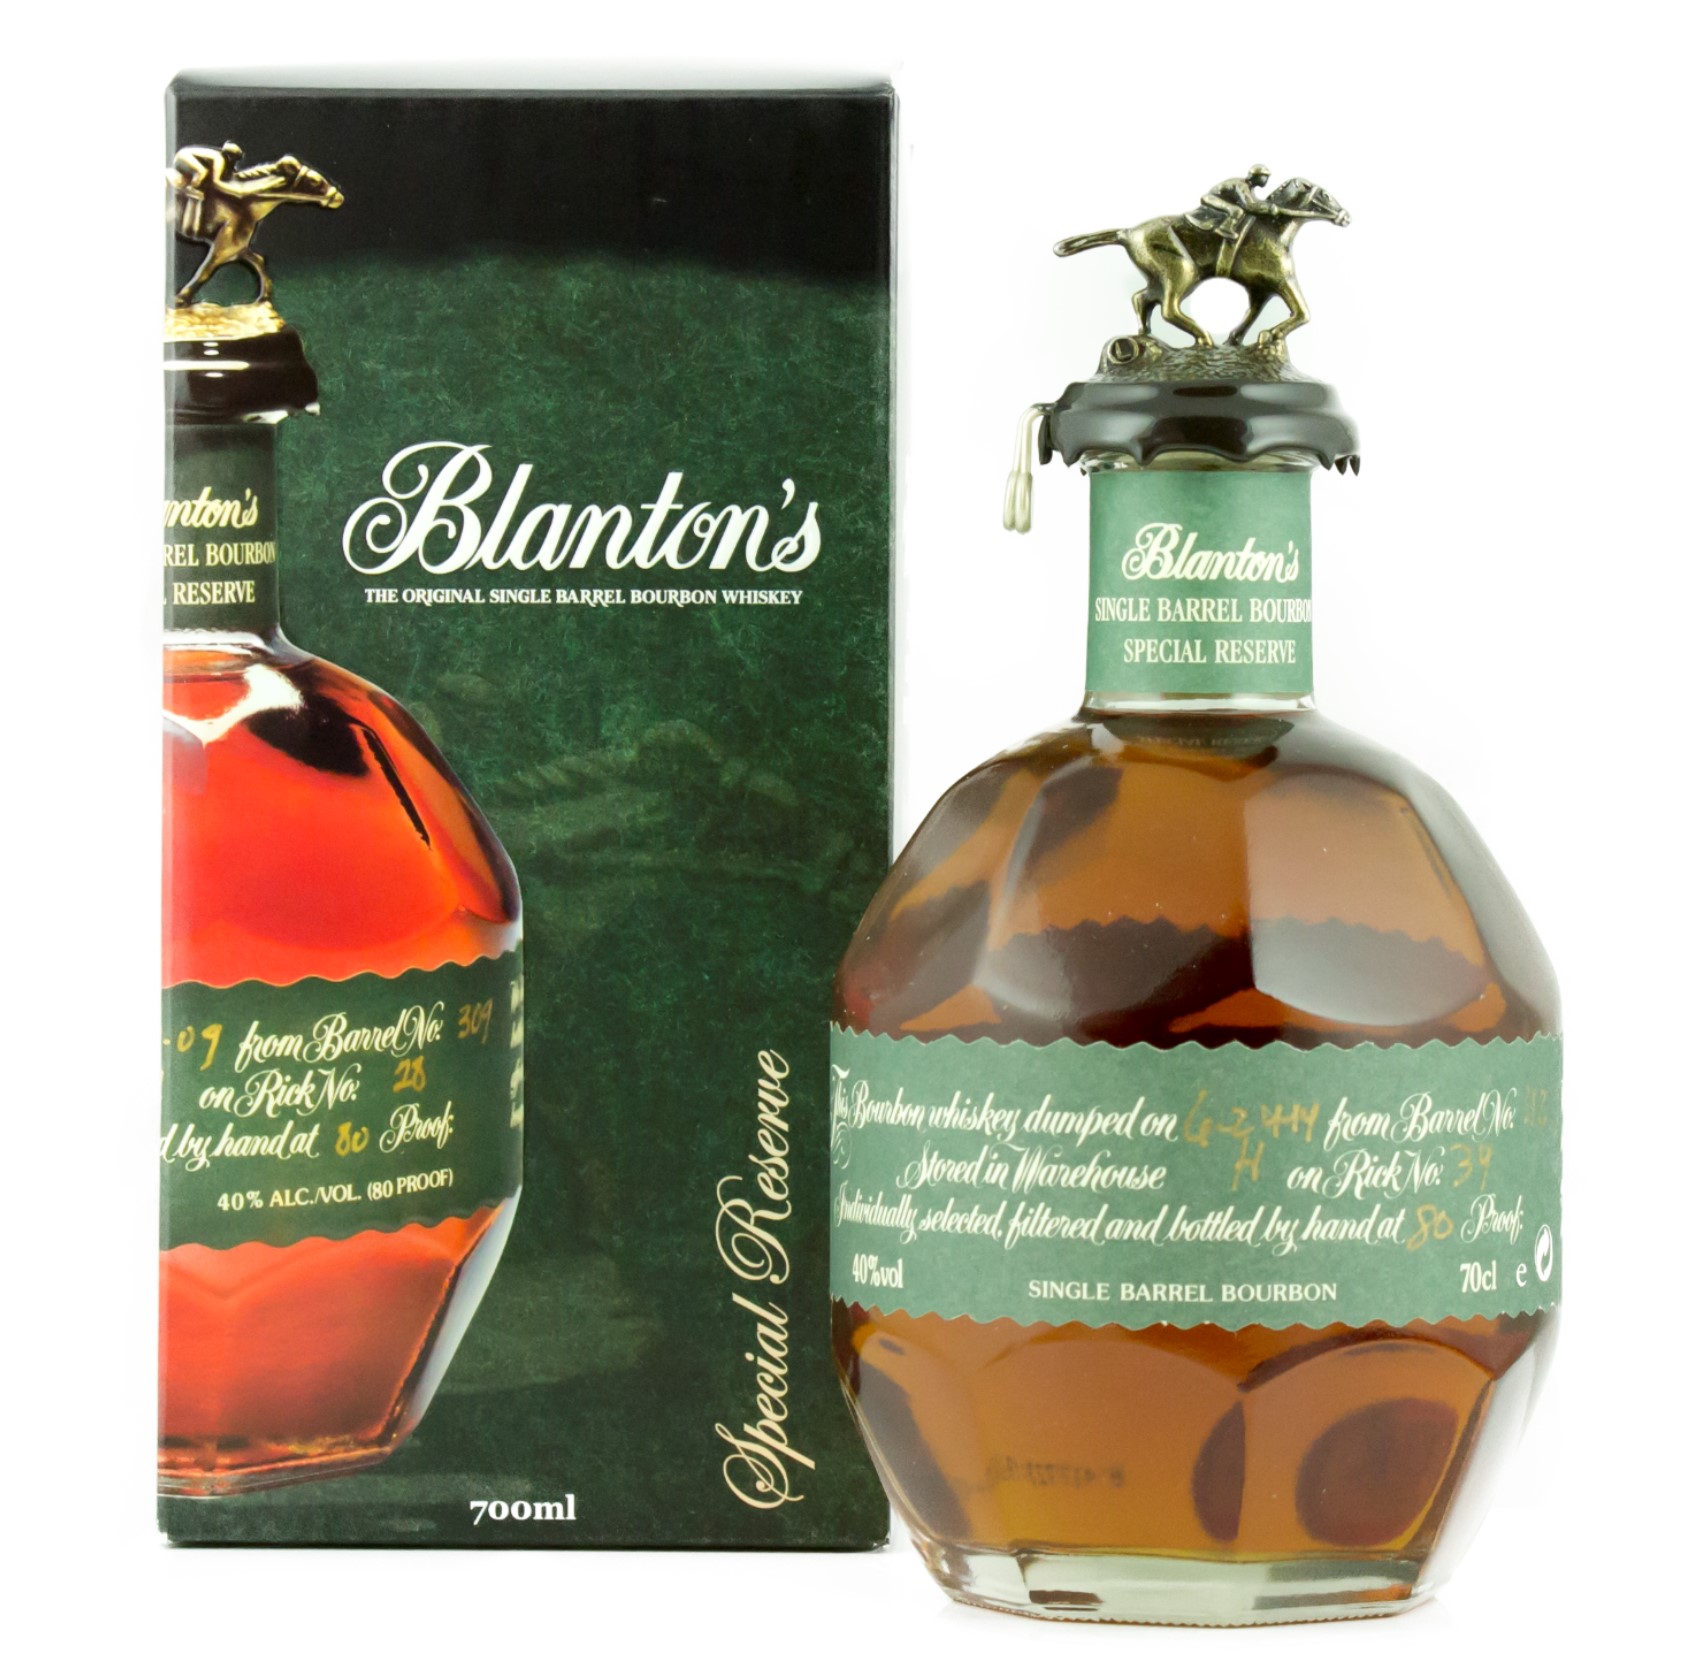 Blanton's
THE ORIGINAL SINGLE BARREL BOURBON WHISKEY
nton's
REL BOURBON
RESERVE
-09 from Barrel No: 309
on Rick No: 28
d by hand at 80 Proof:
40% ALC./VOL. (80 PROOF)
Special Reserve
700ml
Blanton's
SINGLE BARREL BOURBON
SPECIAL RESERVE
L
This Bourbon whiskey dumped on from Barrel No:
Stored in Warehouse H on Rick No: 39
Individually selected, filtered and bottled by hand at 80 Proof:
40%vol SINGLE BARREL BOURBON 70cl e